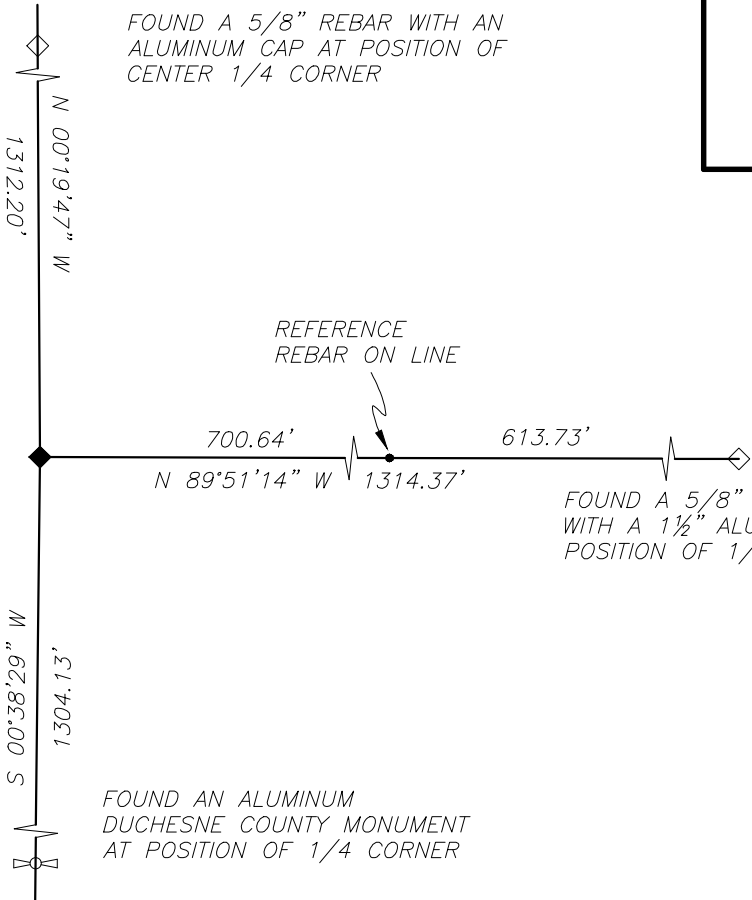 FOUND A 5/8” REBAR WITH AN
ALUMINUM CAP AT POSITION OF
CENTER 1/4 CORNER
N 00°19’47” W
1312.20’
REFERENCE
REBAR ON LINE
700.64’
613.73’
N 89°51’14” W
1314.37’
FOUND A 5/8”
WITH A 1½” ALU
POSITION OF 1/
S 00°38’29” W
1304.13’
FOUND AN ALUMINUM
DUCHESNE COUNTY MONUMENT
AT POSITION OF 1/4 CORNER